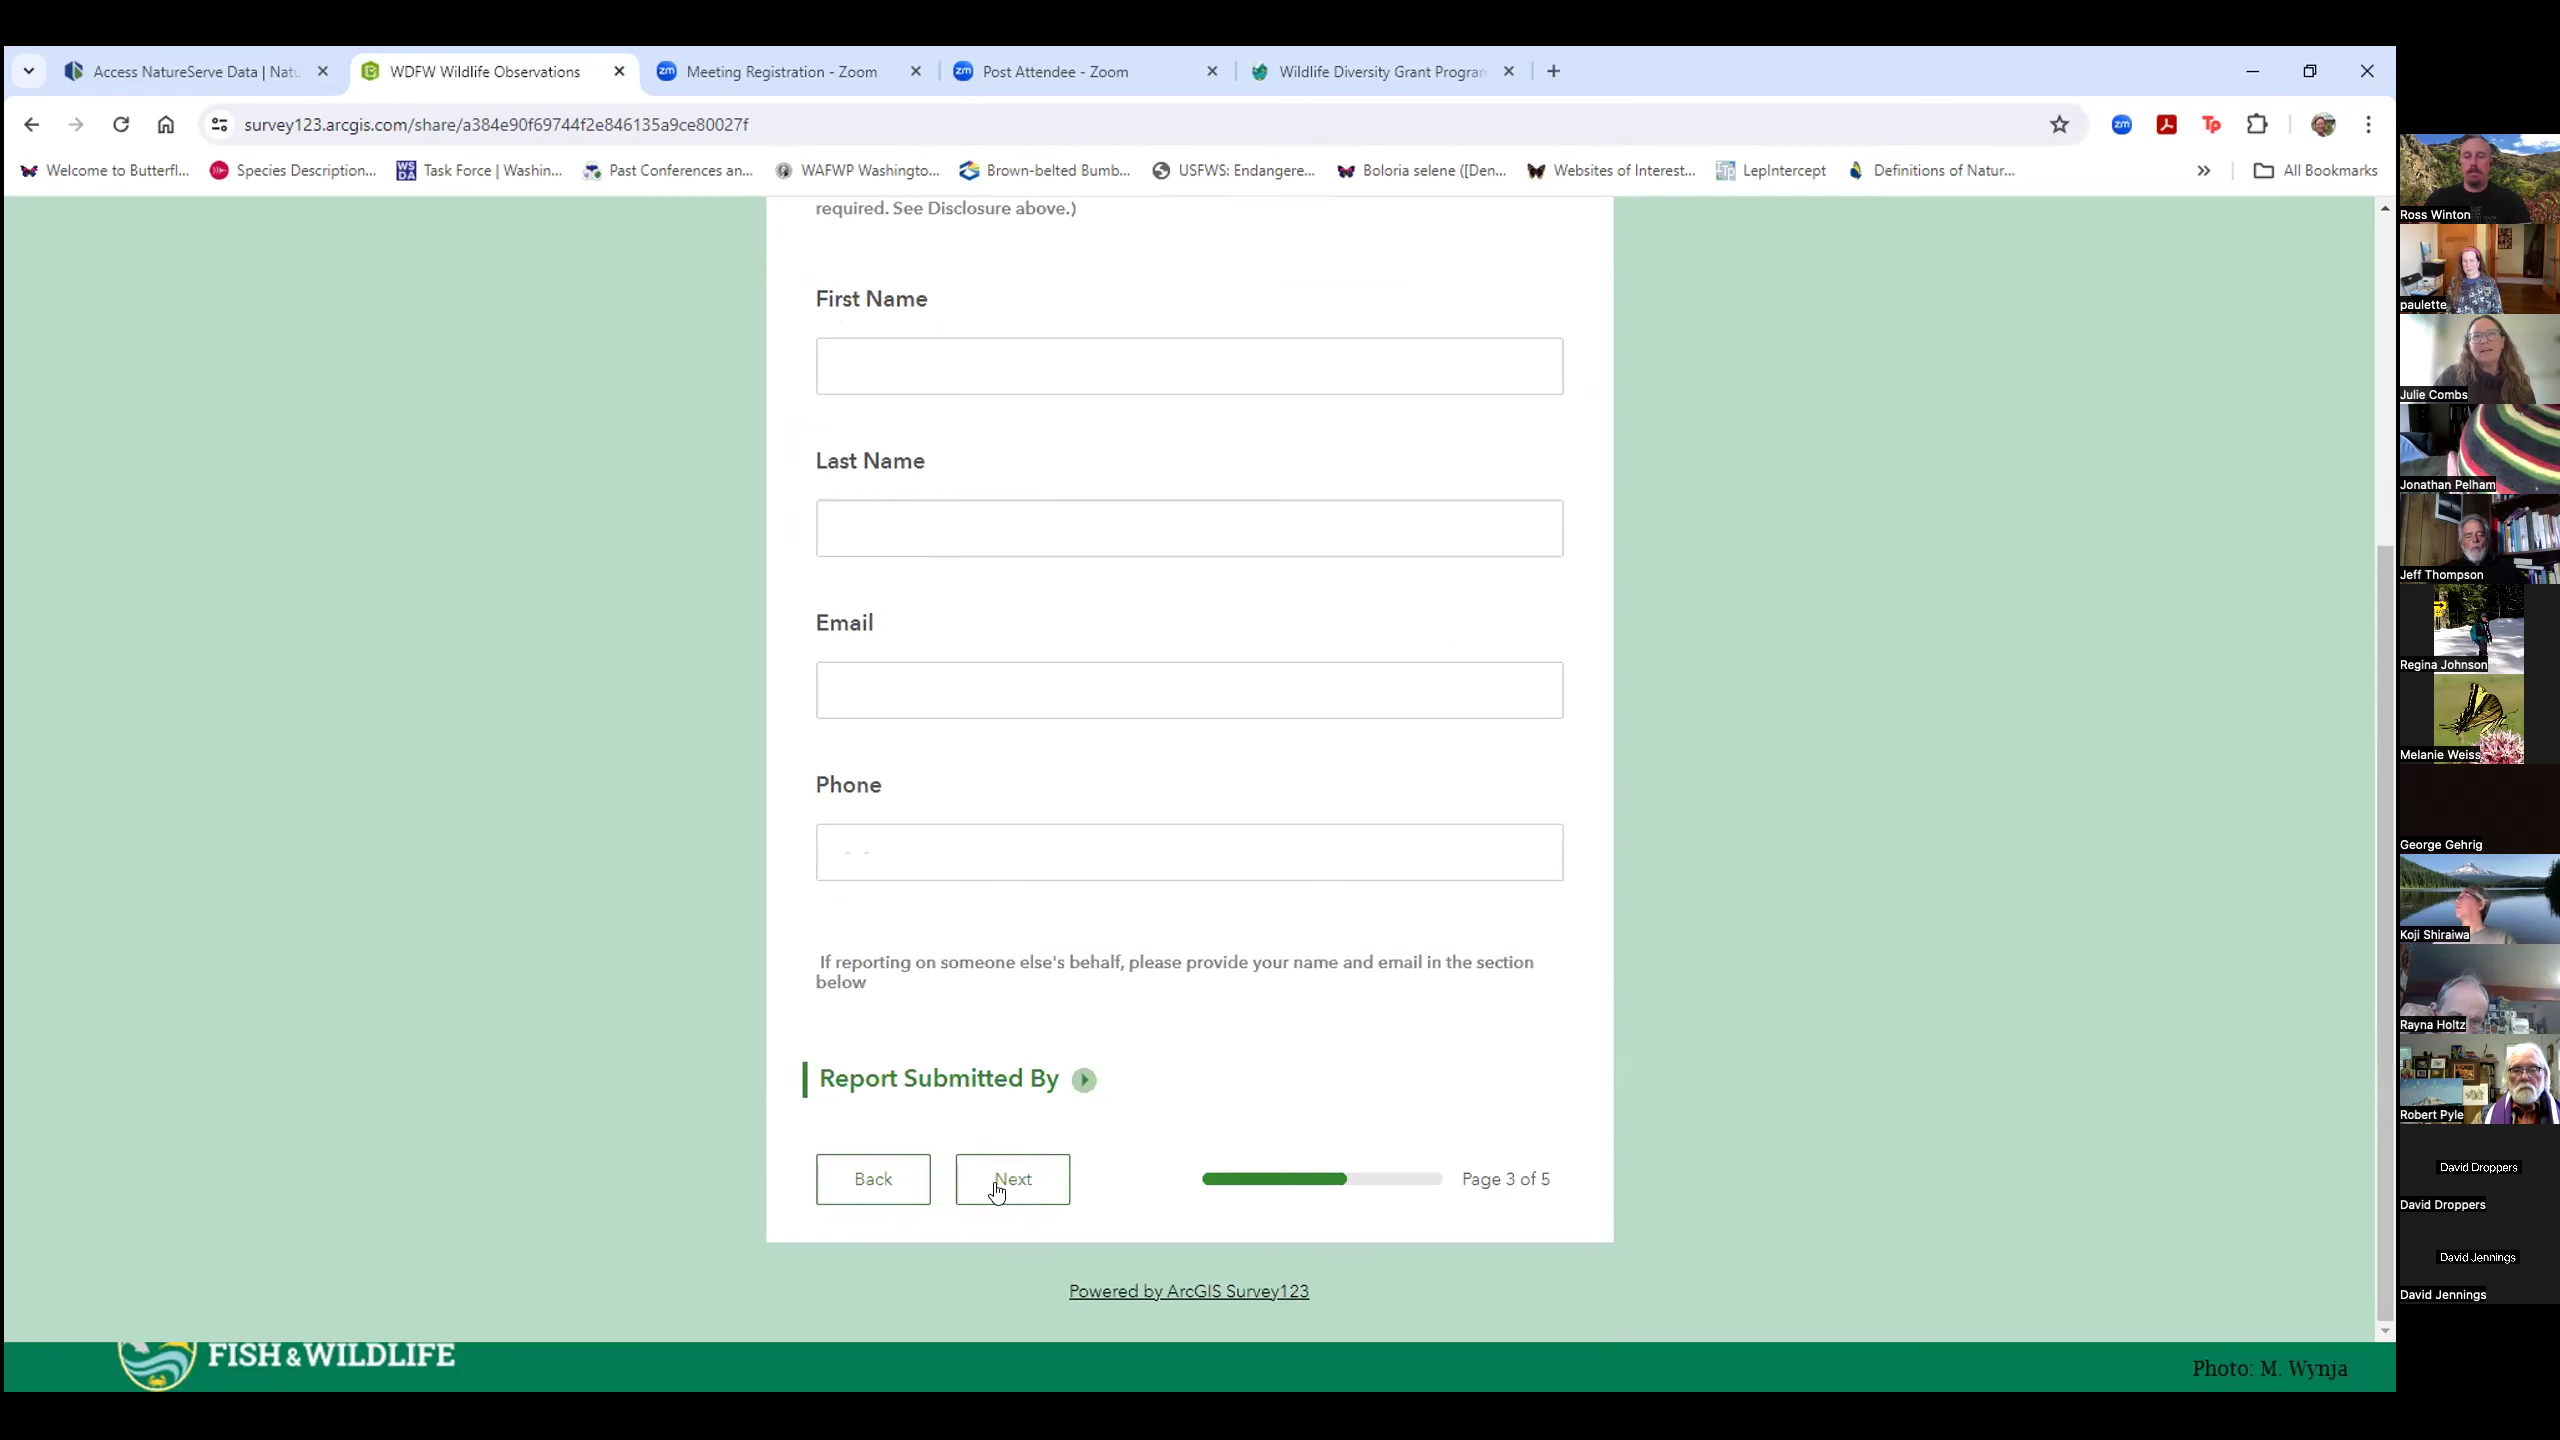 Access NatureServe Data | Natu
WDFW Wildlife Observations
zm Meeting Registration - Zoom
zm Post Attendee - Zoom
Wildlife Diversity Grant Program
survey123.arcgis.com/share/a384e90f69744f2e846135a9ce80027f
zm
Tp
Welcome to Butterfl...
Species Description...
WSDA Task Force | Washin...
Past Conferences an...
WAFWP Washingto...
Brown-belted Bumb...
USFWS: Endangere...
Boloria selene ([Den...
Websites of Interest...
LepIntercept
Definitions of Natur...
All Bookmarks
required. See Disclosure above.)
First Name
Last Name
Email
Phone
- -
If reporting on someone else's behalf, please provide your name and email in the section
below
Report Submitted By
Back
Next
Page 3 of 5
Powered by ArcGIS Survey123
FISH & WILDLIFE
Photo: M. Wynja
Ross Winton
paulette
Julie Combs
Jonathan Pelham
Jeff Thompson
Regina Johnson
Melanie Weiss
George Gehrig
Koji Shiraiwa
Rayna Holtz
Robert Pyle
David Droppers
David Droppers
David Jennings
David Jennings